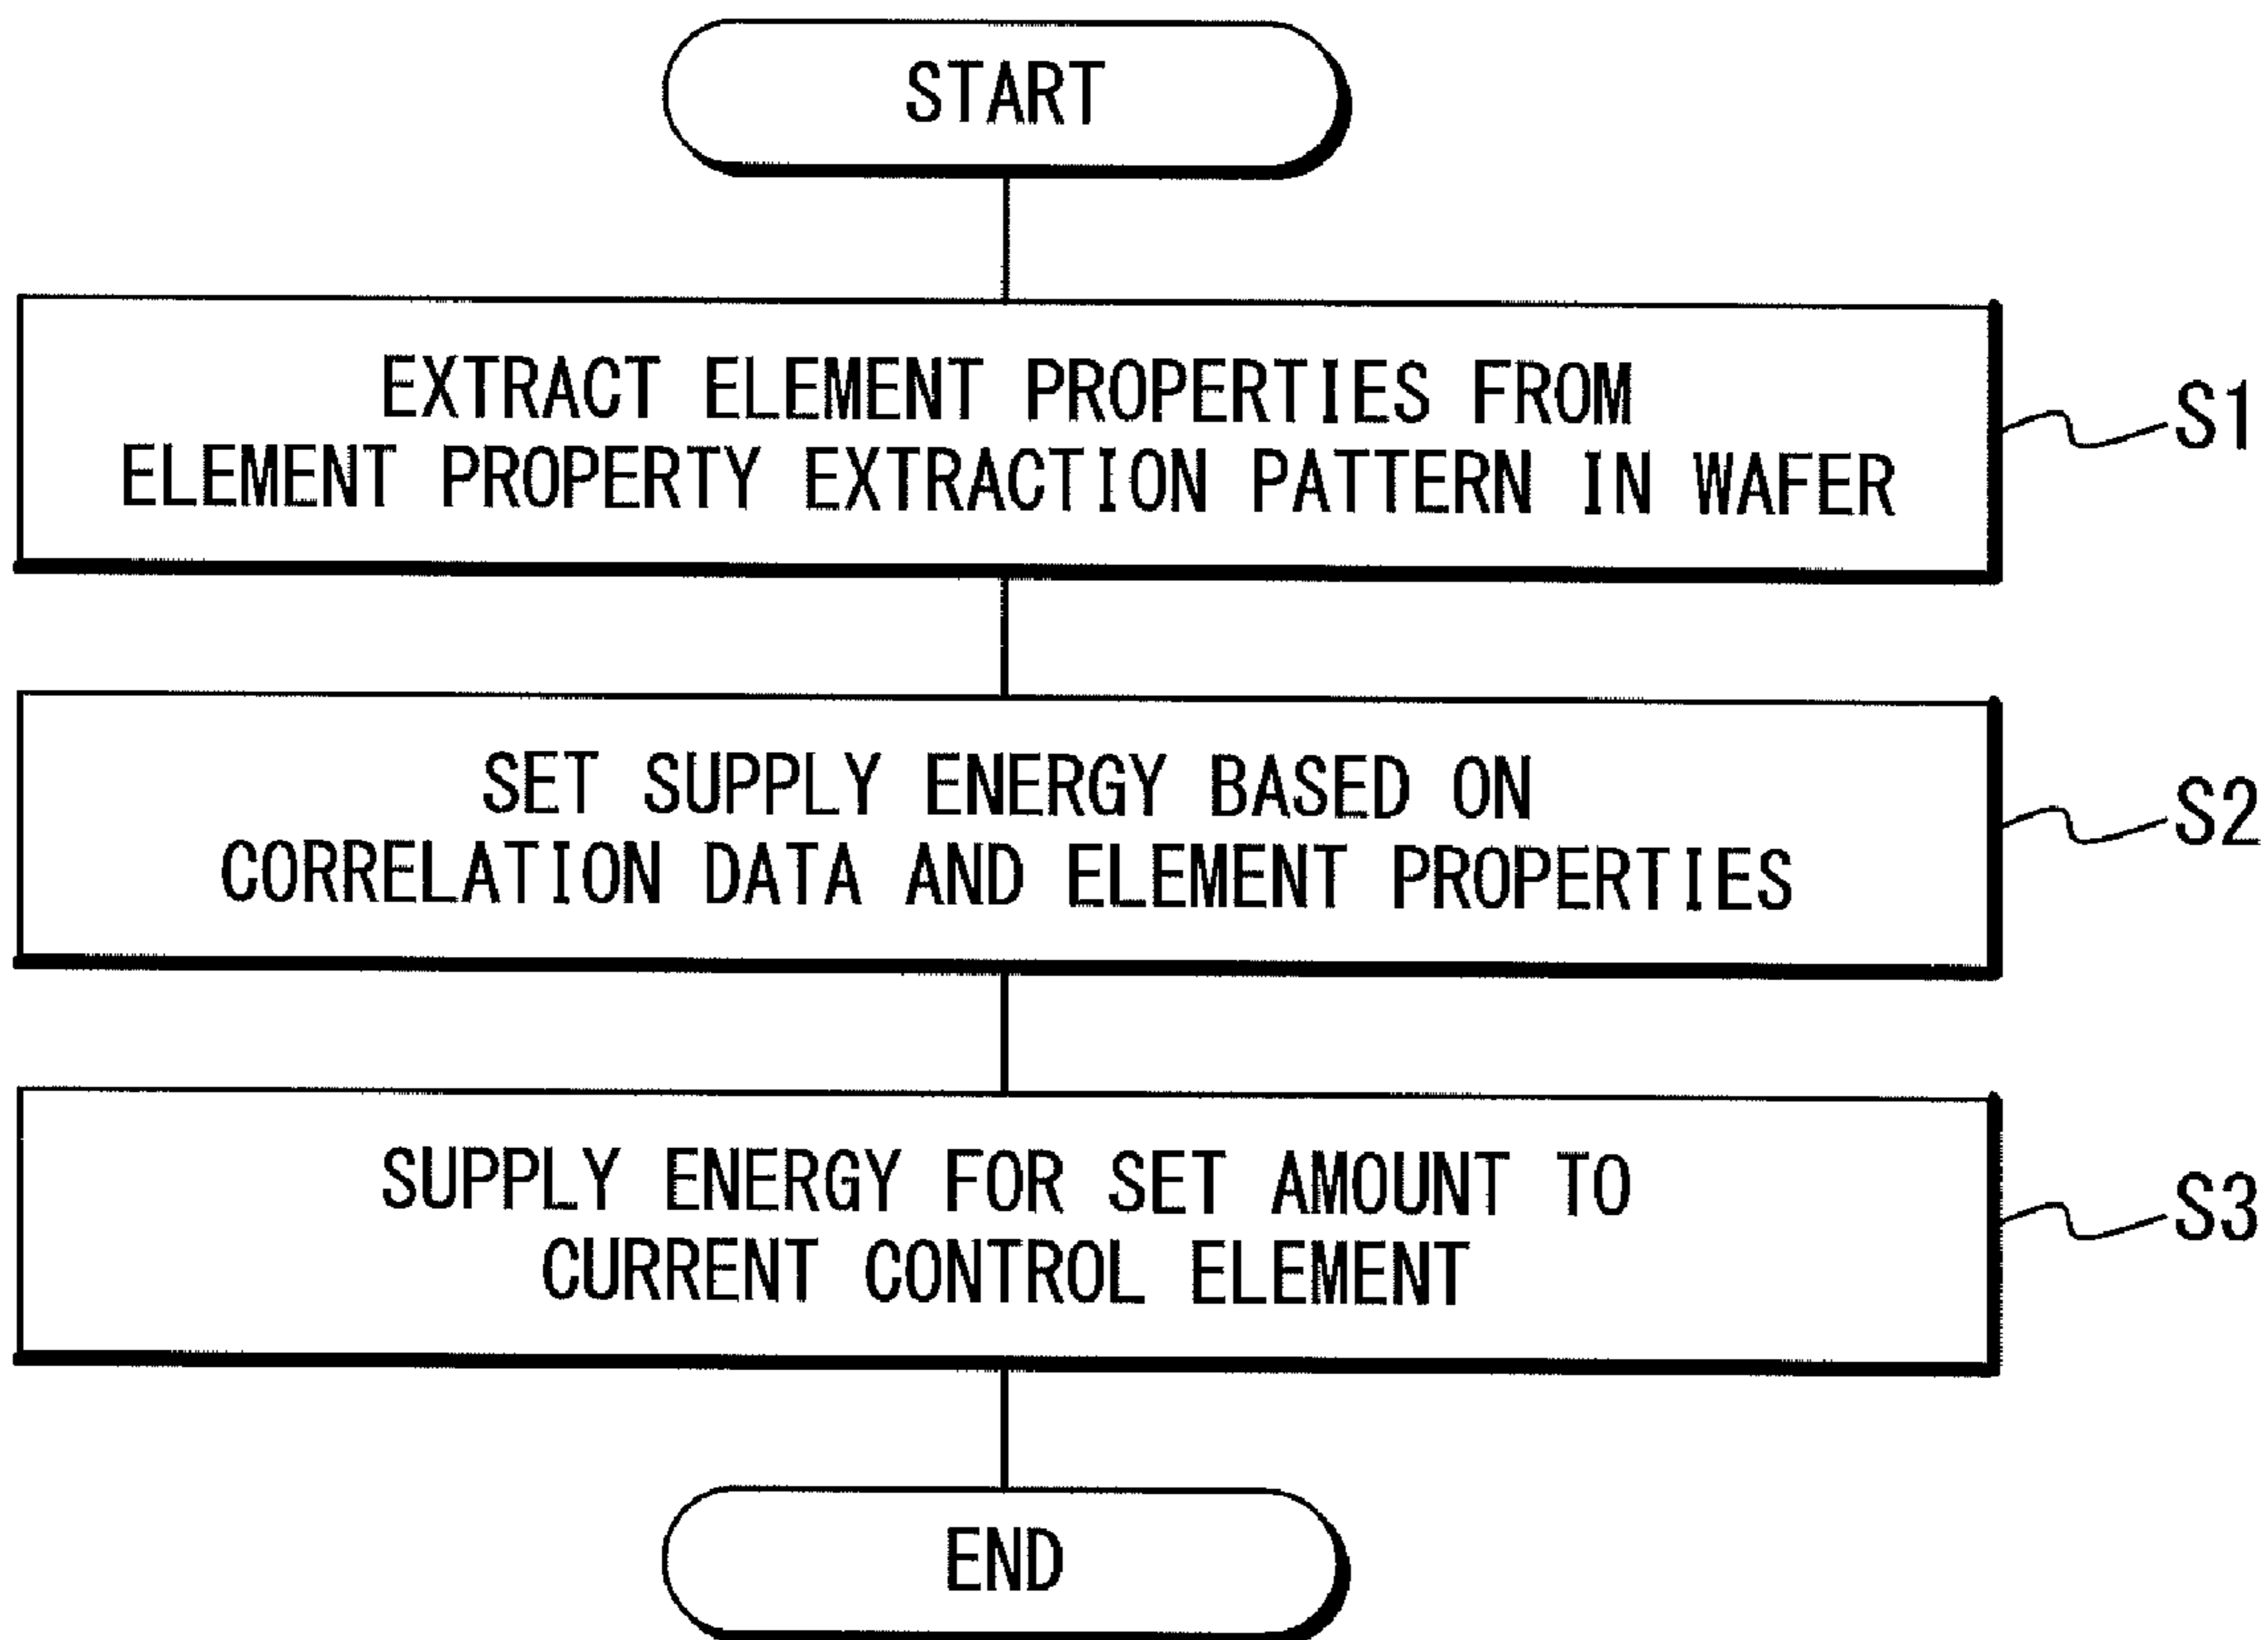 START
EXTRACT ELEMENT PROPERTIES FROM
ELEMENT PROPERTY EXTRACTION PATTERN IN WAFER
S1
SET SUPPLY ENERGY BASED ON
CORRELATION DATA AND ELEMENT PROPERTIES
S2
SUPPLY ENERGY FOR SET AMOUNT TO
CURRENT CONTROL ELEMENT
S3
END